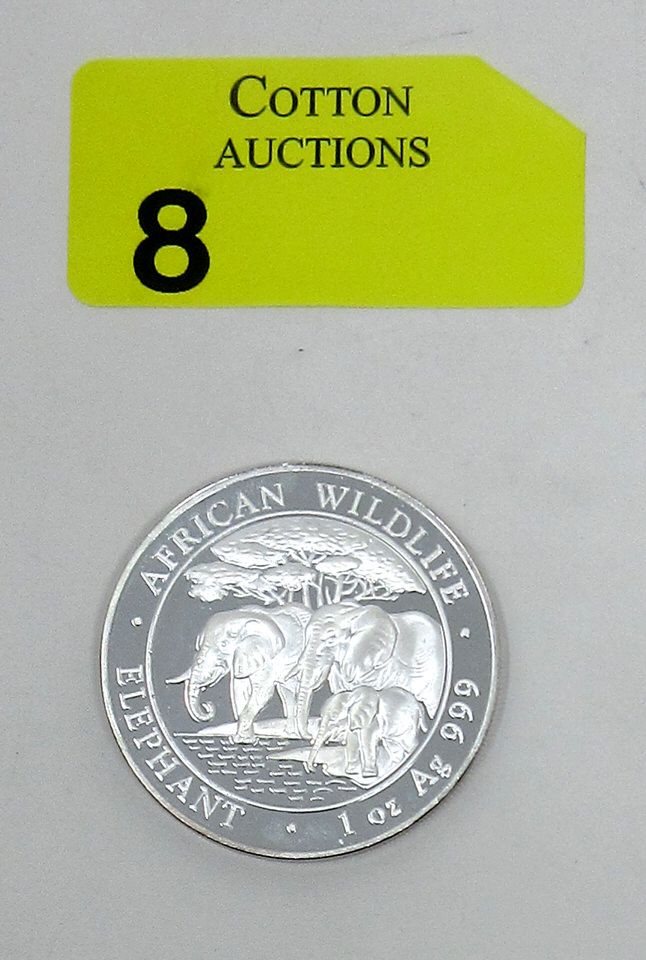 COTTON
AUCTIONS
8
AFRICAN WILDLIFE
ELEPHANT • 1 oz Ag 999